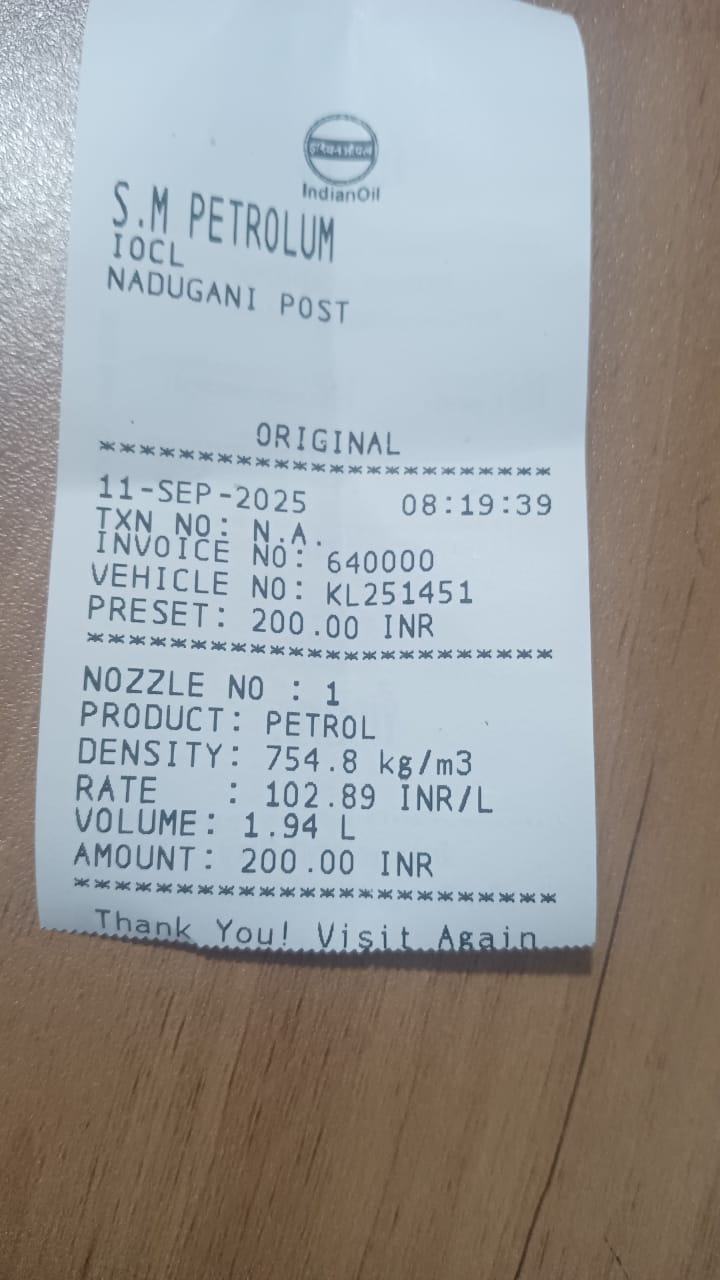 इंडियनऑयल
IndianOil
S.M PETROLUM
IOCL
NADUGANI POST
ORIGINAL
***********************
11-SEP-2025 08:19:39
TXN NO: N.A.
INVOICE NO: 640000
VEHICLE NO: KL251451
PRESET: 200.00 INR
***********************
NOZZLE NO : 1
PRODUCT: PETROL
DENSITY: 754.8 kg/m3
RATE : 102.89 INR/L
VOLUME: 1.94 L
AMOUNT: 200.00 INR
***********************
Thank You! Visit Again